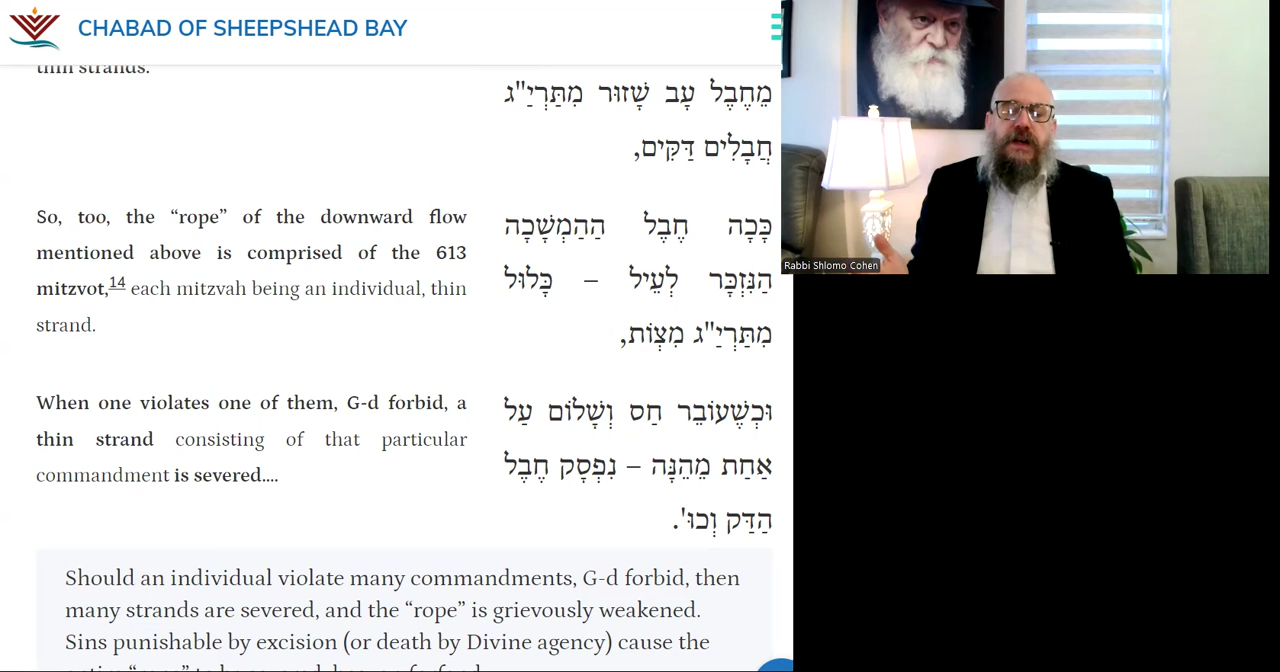 CHABAD OF SHEEPSHEAD BAY
thin strands.
מֵחֶבֶל עָב שָׁזוּר מִתַּרְיַ"ג
חֲבָלִים דַּקִּים,
So, too, the “rope” of the downward flow
mentioned above is comprised of the 613
mitzvot,14 each mitzvah being an individual, thin
strand.
כָּכָה חֶבֶל הַהַמְשָׁכָה
הַנִּזְכָּר לְעֵיל – כָּלוּל
מִתַּרְיַ"ג מִצְוֹת,
When one violates one of them, G-d forbid, a
thin strand consisting of that particular
commandment is severed....
וּכְשֶׁעוֹבֵר חַס וְשָׁלוֹם עַל
אַחַת מֵהֵנָּה – נִפְסָק חֶבֶל
הַדַּק וְכוּ'.
Should an individual violate many commandments, G-d forbid, then
many strands are severed, and the “rope” is grievously weakened.
Sins punishable by excision (or death by Divine agency) cause the
Rabbi Shlomo Cohen